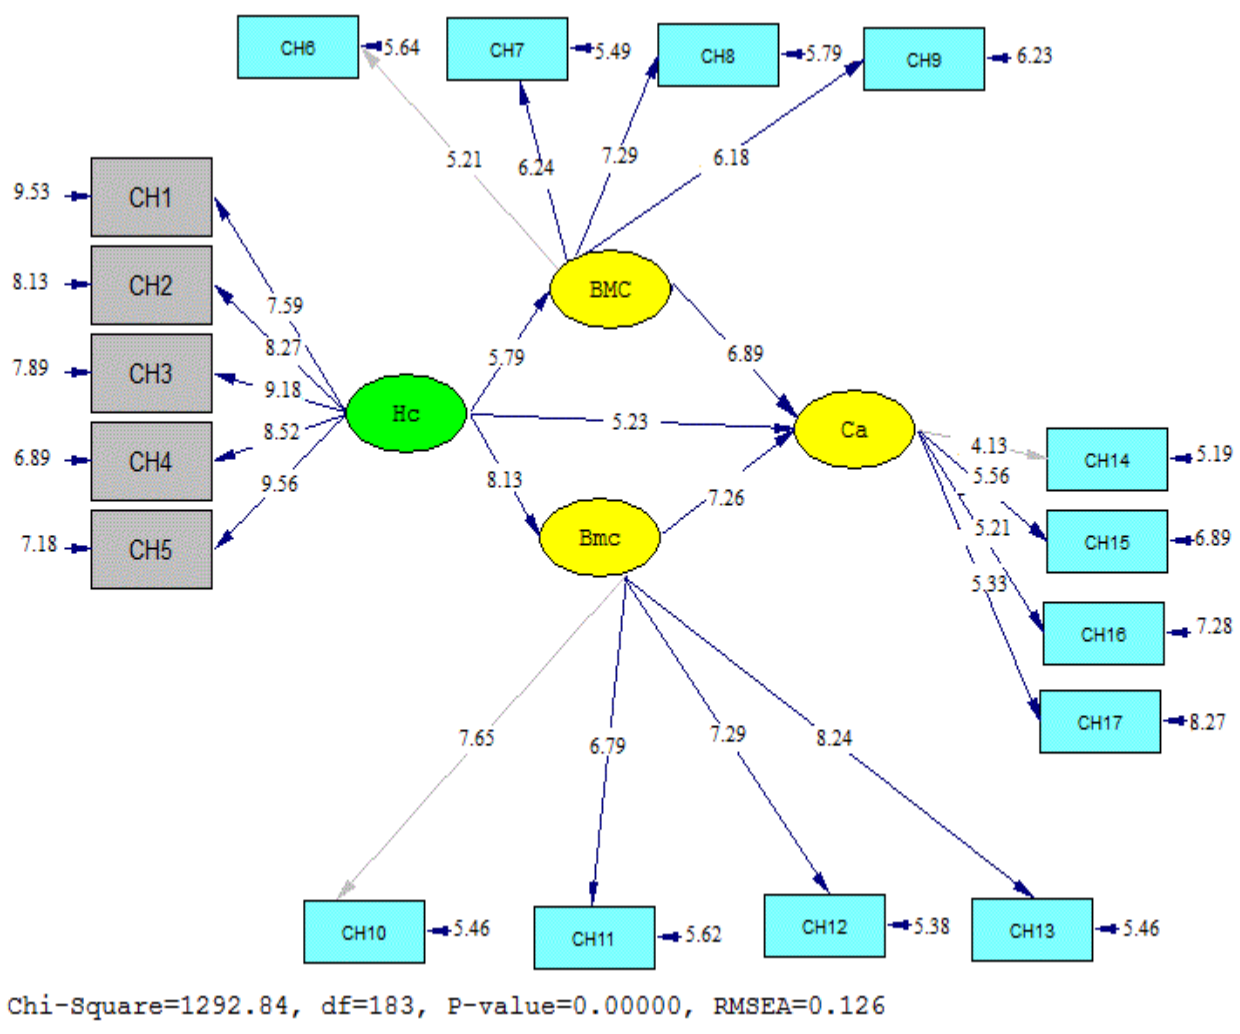 CH6
5.64
CH7
5.49
CH8
5.79
CH9
6.23
5.21
6.24
7.29
6.18
9.53
CH1
8.13
CH2
7.89
CH3
6.89
CH4
7.18
CH5
7.59
8.27
9.18
8.52
9.56
Hc
5.79
5.23
8.13
BMC
6.89
Bmc
7.26
Ca
4.13
5.56
5.21
5.33
CH14
5.19
CH15
6.89
CH16
7.28
CH17
8.27
7.65
6.79
7.29
8.24
CH10
5.46
CH11
5.62
CH12
5.38
CH13
5.46
Chi-Square=1292.84, df=183, P-value=0.00000, RMSEA=0.126